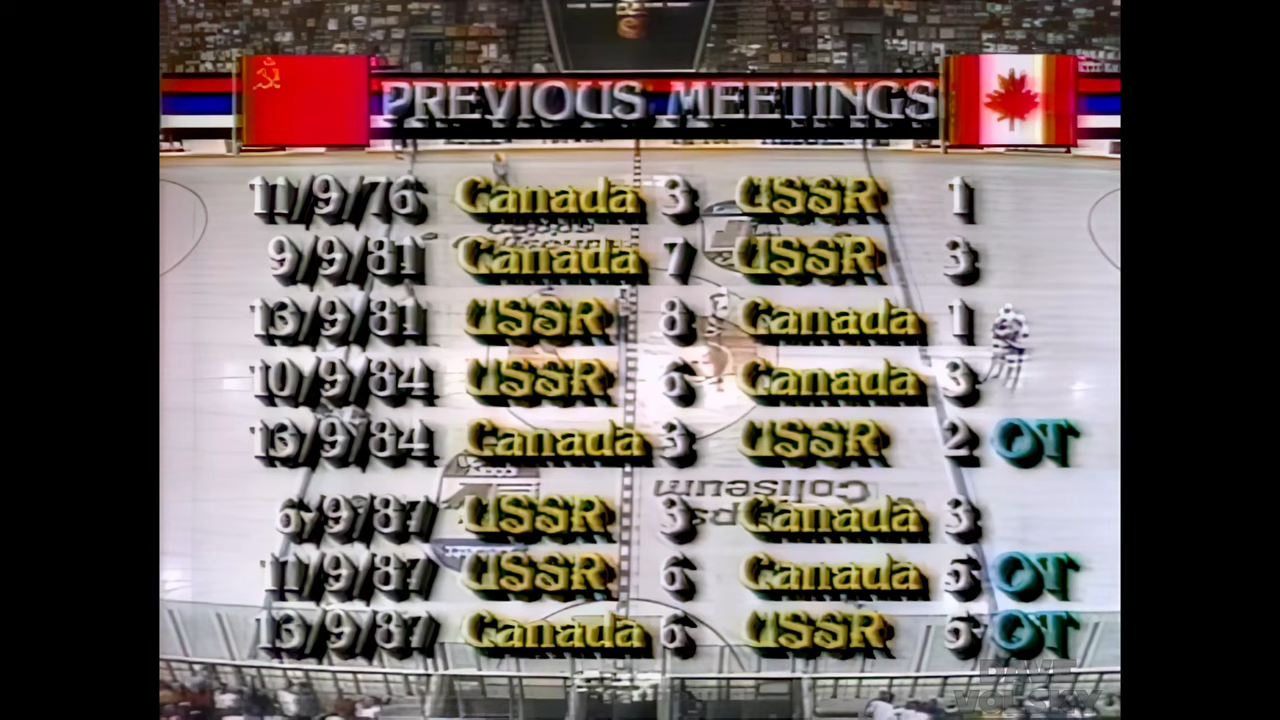 PREVIOUS MEETINGS
11/9/76 Canada 3 USSR 1
9/9/81 Canada 7 USSR 3
13/9/81 USSR 8 Canada 1
10/9/84 USSR 6 Canada 3
13/9/84 Canada 3 USSR 2 OT
Coliseum
6/9/87 USSR 3 Canada 3
11/9/87 USSR 6 Canada 5 OT
13/9/87 Canada 6 USSR 5 OT
DAVE
VOLSKY